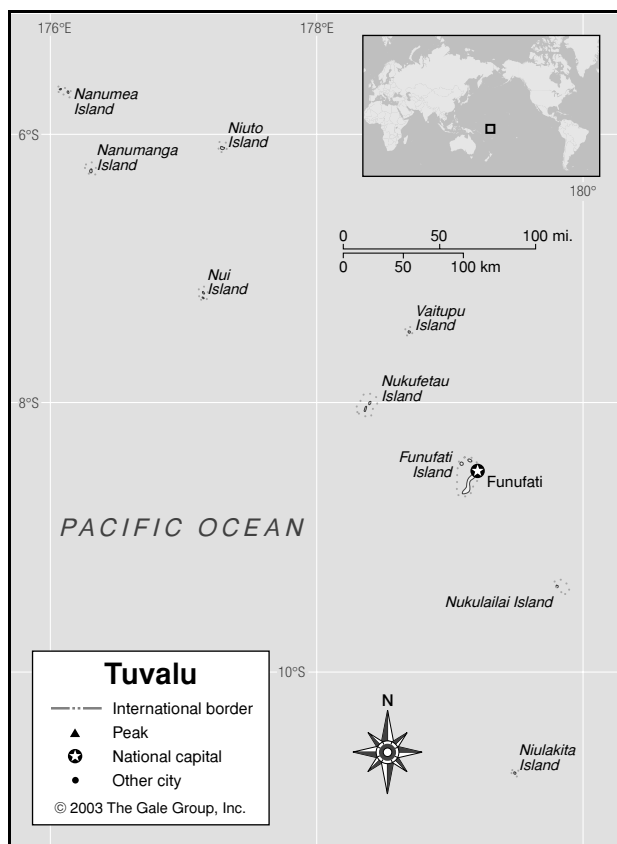 176°E
178°E
Nanumea
Island
Niuto
Island
6°S
Nanumanga
Island
180°
0 50 100 mi.
0 50 100 km
Nui
Island
Vaitupu
Island
Nukufetau
Island
8°S
Funufati
Island
Funufati
PACIFIC OCEAN
Nukulailai Island
10°S
Tuvalu
International border
Peak
National capital
Other city
© 2003 The Gale Group, Inc.
N
Niulakita
Island